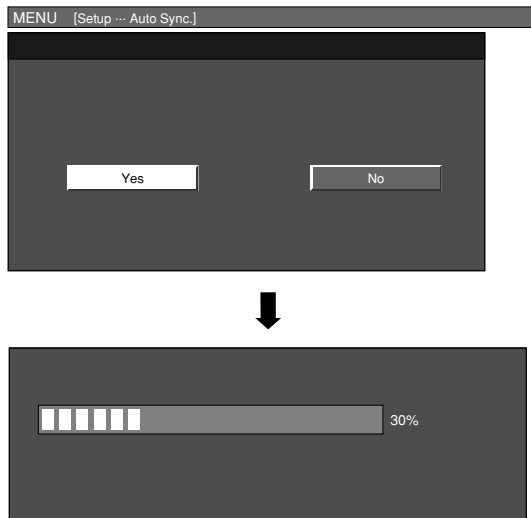 MENU [Setup ··· Auto Sync.]
Yes No
30%